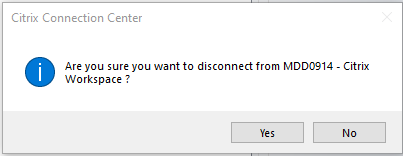 Citrix Connection Center
Are you sure you want to disconnect from MDD0914 - Citrix
Workspace ?
Yes
No